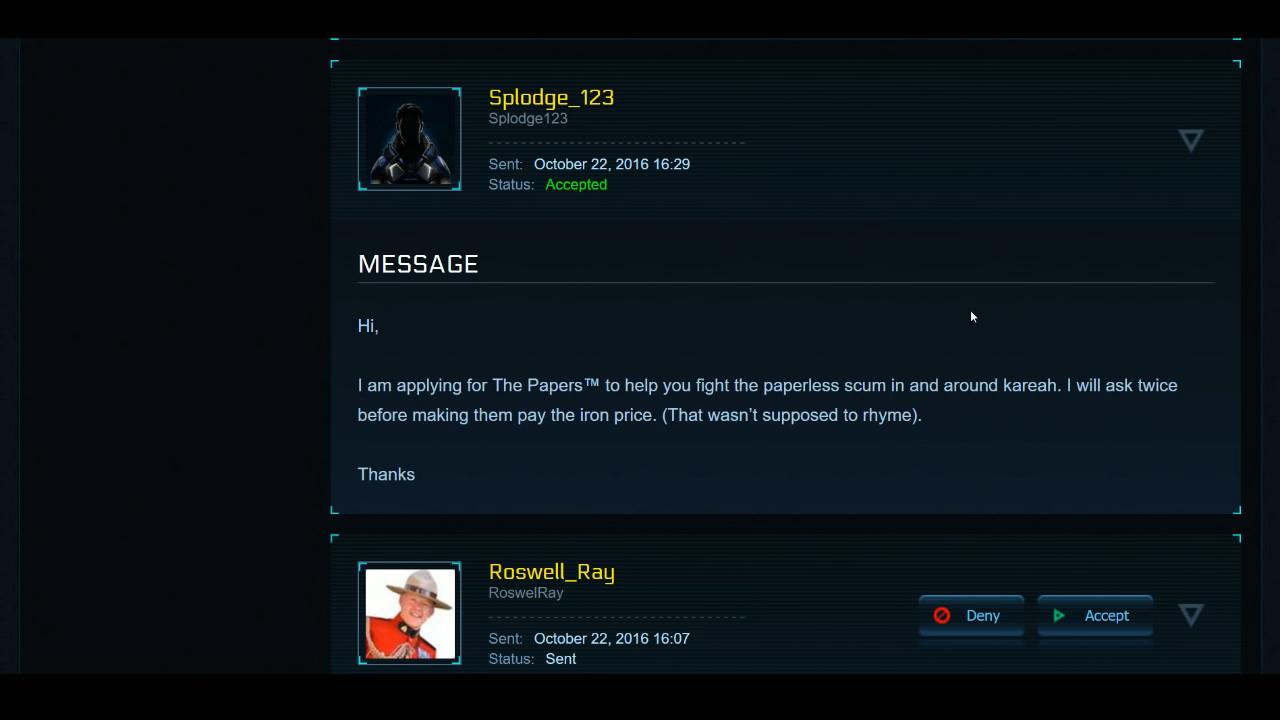 Splodge_123
Splodge123
Sent: October 22, 2016 16:29
Status: Accepted
MESSAGE
Hi,
I am applying for The Papers™ to help you fight the paperless scum in and around kareah. I will ask twice
before making them pay the iron price. (That wasn't supposed to rhyme).
Thanks
Roswell_Ray
RoswelRay
Deny
Accept
Sent: October 22, 2016 16:07
Status: Sent